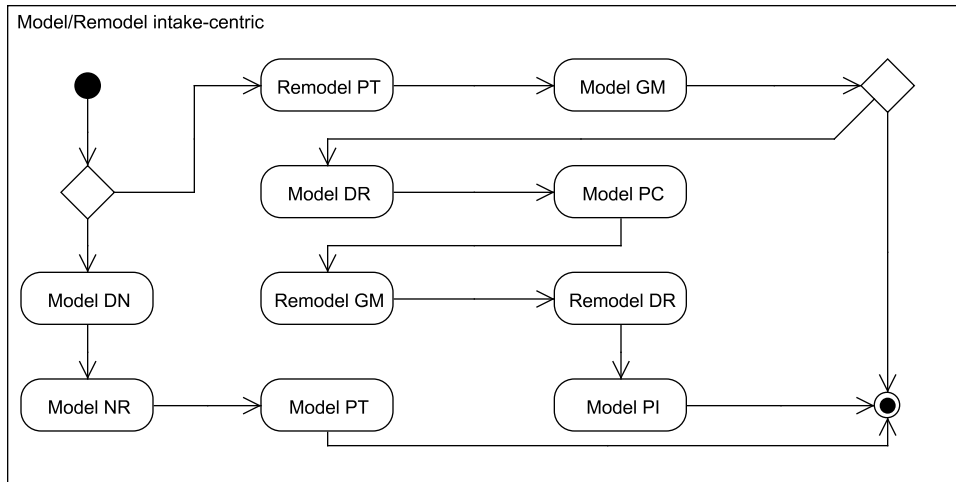 Model/Remodel intake-centric
Remodel PT
Model GM
Model DR
Model PC
Model DN
Remodel GM
Remodel DR
Model NR
Model PT
Model PI